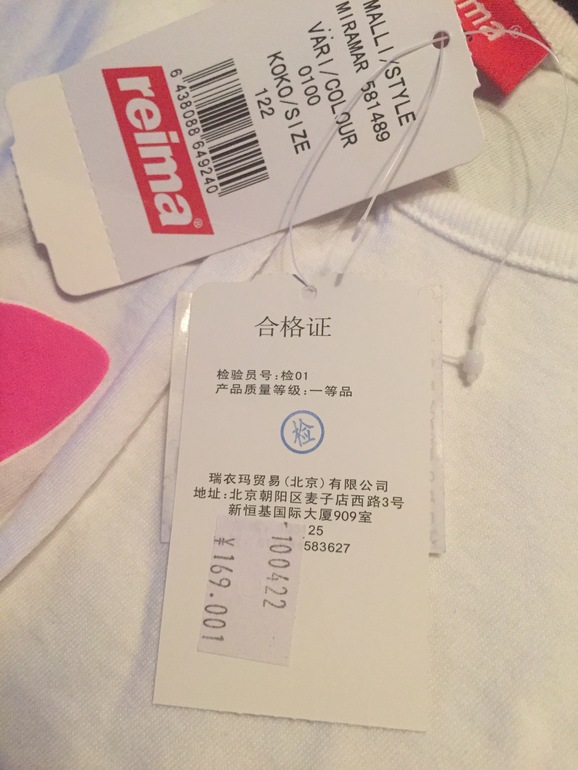 MALLI/STYLE
MIRAMAR 581489
VÄRI/COLOUR
0100
KOKO/SIZE
122
6 438088 649240
reima®
合格证
检验员号:检01
产品质量等级:一等品
检
瑞衣玛贸易(北京)有限公司
地址:北京朝阳区麦子店西路3号
新恒基国际大厦909室
25
583627
100422
¥169.001